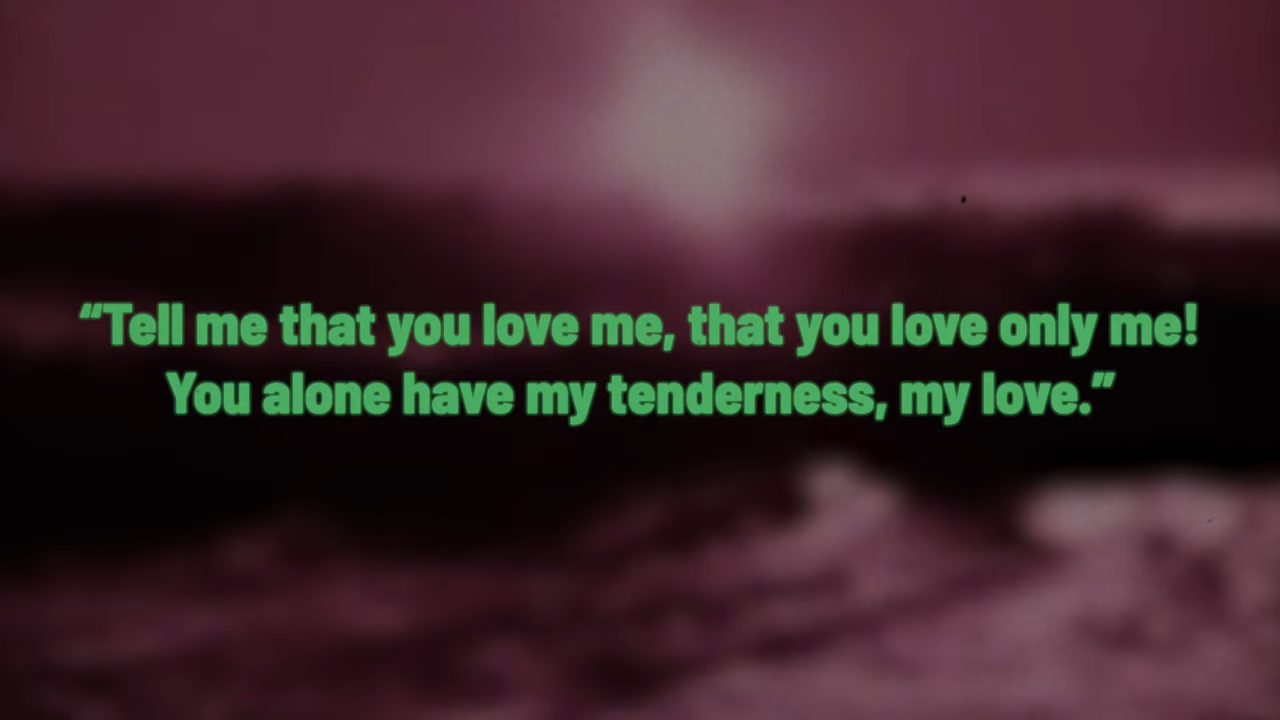 “Tell me that you love me, that you love only me!
You alone have my tenderness, my love.”